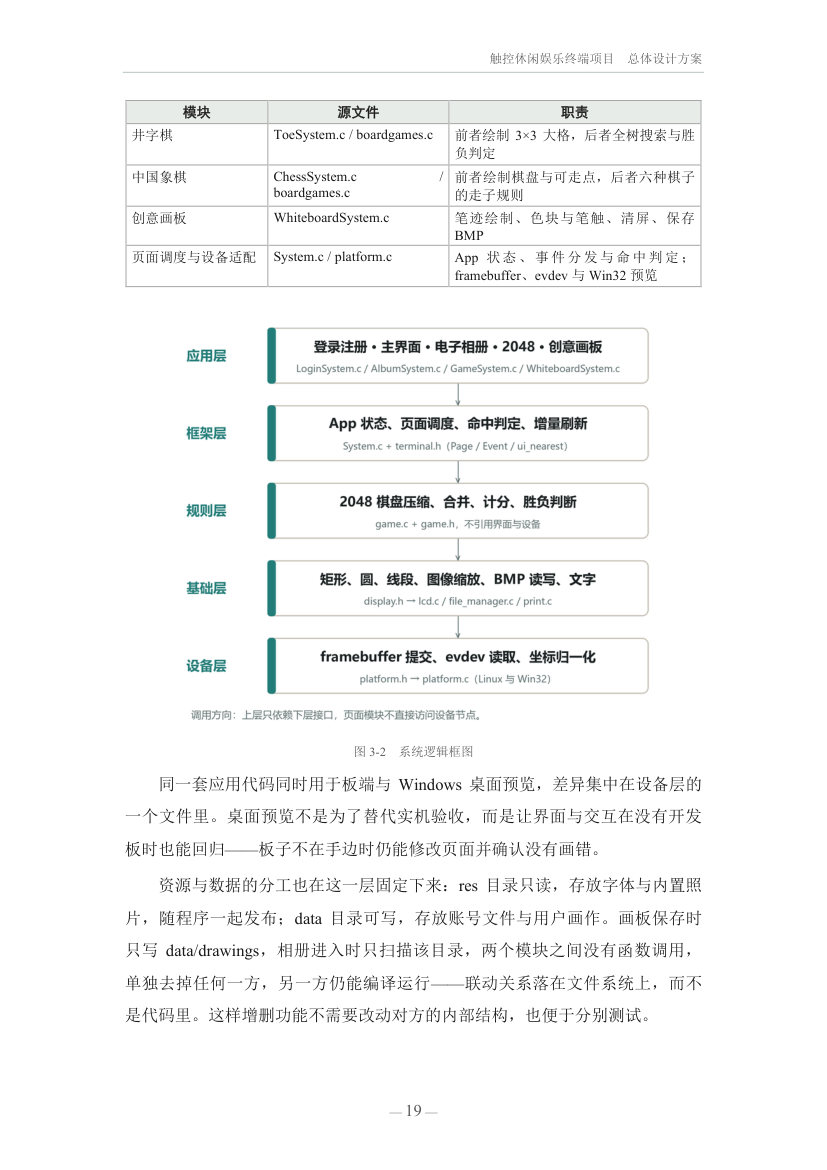 触控休闲娱乐终端项目　总体设计方案
模块 源文件 职责
井字棋 ToeSystem.c / boardgames.c 前者绘制 3×3 大格，后者全树搜索与胜
负判定
中国象棋 ChessSystem.c / 前者绘制棋盘与可走点，后者六种棋子
boardgames.c 的走子规则
创意画板 WhiteboardSystem.c 笔迹绘制、色块与笔触、清屏、保存
BMP
页面调度与设备适配 System.c / platform.c App 状态、事件分发与命中判定；
framebuffer、evdev 与 Win32 预览
应用层
登录注册・主界面・电子相册・2048・创意画板
LoginSystem.c / AlbumSystem.c / GameSystem.c / WhiteboardSystem.c
框架层
App 状态、页面调度、命中判定、增量刷新
System.c + terminal.h（Page / Event / ui_nearest）
规则层
2048 棋盘压缩、合并、计分、胜负判断
game.c + game.h，不引用界面与设备
基础层
矩形、圆、线段、图像缩放、BMP 读写、文字
display.h → lcd.c / file_manager.c / print.c
设备层
framebuffer 提交、evdev 读取、坐标归一化
platform.h → platform.c（Linux 与 Win32）
调用方向：上层只依赖下层接口，页面模块不直接访问设备节点。
图 3-2　系统逻辑框图
同一套应用代码同时用于板端与 Windows 桌面预览，差异集中在设备层的
一个文件里。桌面预览不是为了替代实机验收，而是让界面与交互在没有开发
板时也能回归——板子不在手边时仍能修改页面并确认没有画错。
资源与数据的分工也在这一层固定下来：res 目录只读，存放字体与内置照
片，随程序一起发布；data 目录可写，存放账号文件与用户画作。画板保存时
只写 data/drawings，相册进入时只扫描该目录，两个模块之间没有函数调用，
单独去掉任何一方，另一方仍能编译运行——联动关系落在文件系统上，而不
是代码里。这样增删功能不需要改动对方的内部结构，也便于分别测试。
— 19 —